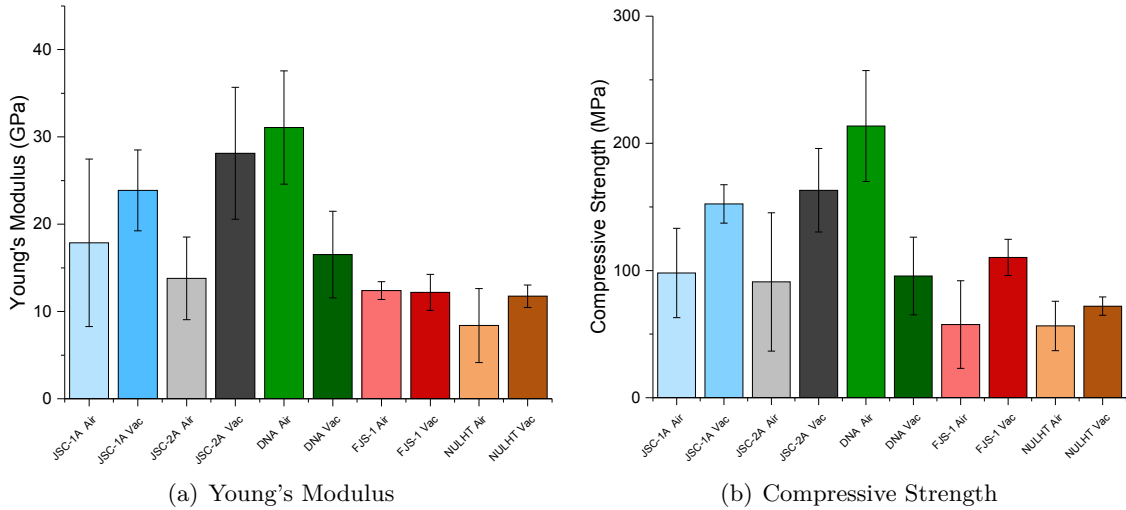 Young's Modulus (GPa)
40
30
20
10
0
JSC-1A Air
JSC-1A Vac
JSC-2A Air
JSC-2A Vac
DNA Air
DNA Vac
FJS-1 Air
FJS-1 Vac
NULHT Air
NULHT Vac
(a) Young's Modulus
Compressive Strength (MPa)
300
200
100
0
JSC-1A Air
JSC-1A Vac
JSC-2A Air
JSC-2A Vac
DNA Air
DNA Vac
FJS-1 Air
FJS-1 Vac
NULHT Air
NULHT Vac
(b) Compressive Strength